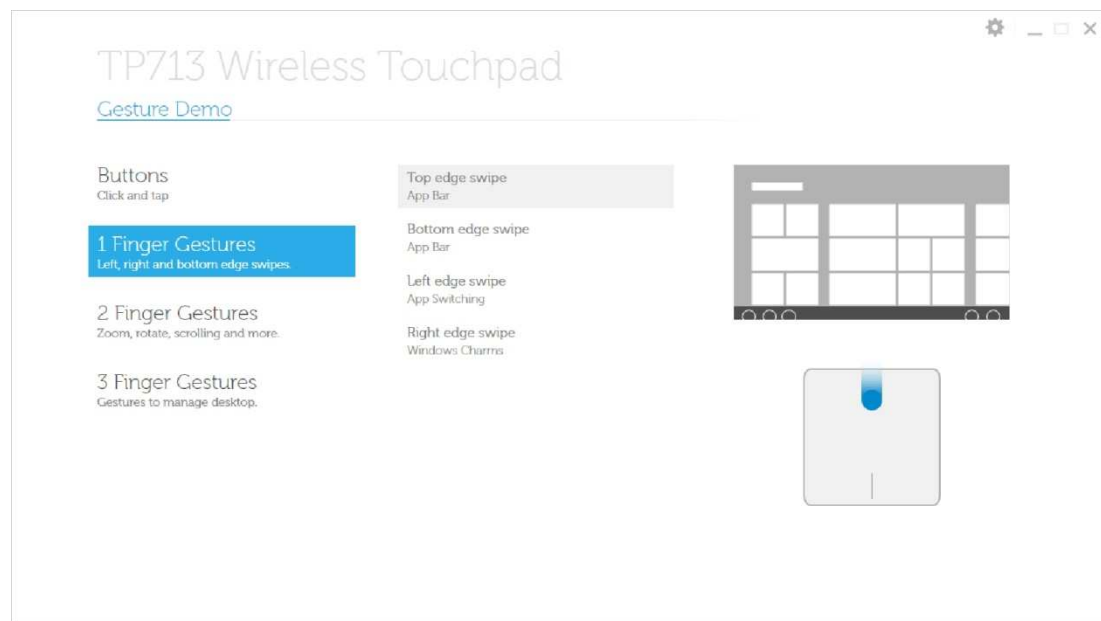 TP713 Wireless Touchpad
Gesture Demo
Buttons
Click and tap
1 Finger Gestures
Left, right and bottom edge swipes.
2 Finger Gestures
Zoom, rotate, scrolling and more.
3 Finger Gestures
Gestures to manage desktop.
Top edge swipe
App Bar
Bottom edge swipe
App Bar
Left edge swipe
App Switching
Right edge swipe
Windows Charms